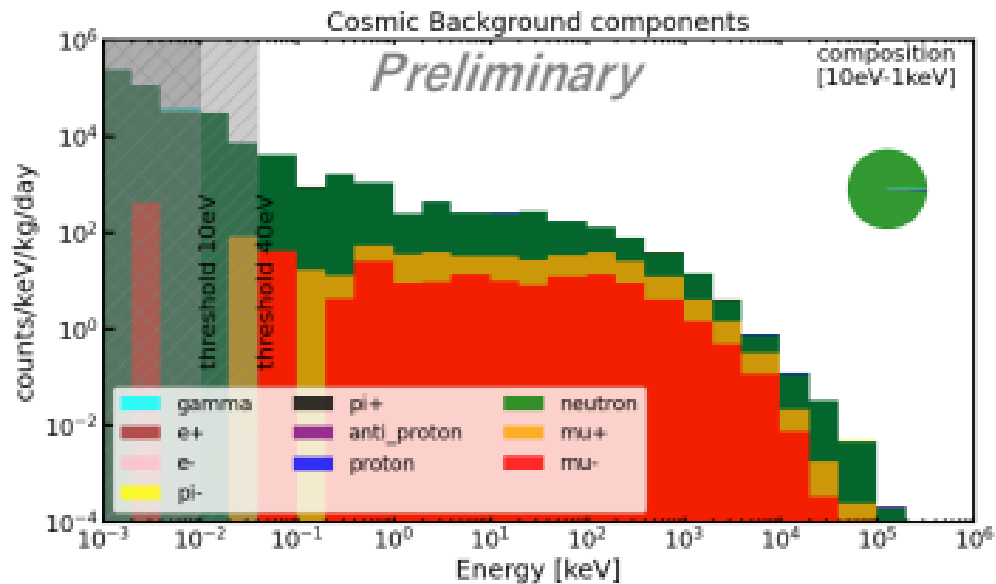 Cosmic Background components
Preliminary
composition
[10eV-1keV]
counts/keV/kg/day
10^6
10^4
10^2
10^0
10^-2
10^-4
threshold 10eV
threshold 40eV
gamma
e+
e-
pi-
pi+
anti_proton
proton
neutron
mu+
mu-
10^-3
10^-2
10^-1
10^0
10^1
10^2
10^3
10^4
10^5
10^6
Energy [keV]